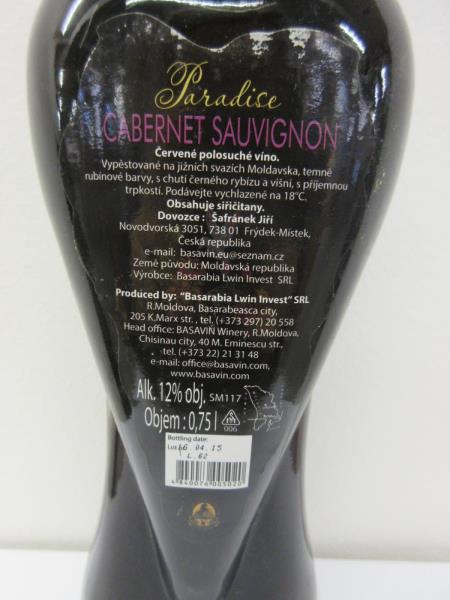 Paradise
CABERNET SAUVIGNON
Červené polosuché víno.
Vypěstované na jižních svazích Moldavska, temně
rubínové barvy, s chutí černého rybízu a višní, s příjemnou
trpkostí. Podávejte vychlazené na 18°C.
Obsahuje siřičitany.
Dovozce : Šafránek Jiří
Novodvorská 3051, 738 01 Frýdek-Místek,
Česká republika
e-mail: basavin.eu@seznam.cz
Země původu: Moldavská republika
Výrobce: Basarabia Lwin Invest SRL
Produced by: "Basarabia Lwin Invest" SRL
R.Moldova, Basarabeasca city,
205 K.Marx str., tel. (+373 297) 20 558
Head office: BASAVIN Winery, R.Moldova,
Chisinau city, 40 M. Eminescu str.,
tel. (+373 22) 21 31 48
e-mail: office@basavin.com,
www.basavin.com
Alk. 12% obj. SM117
Objem : 0,75 l
006
Bottling date:
04 15
L. 62
4840076005020